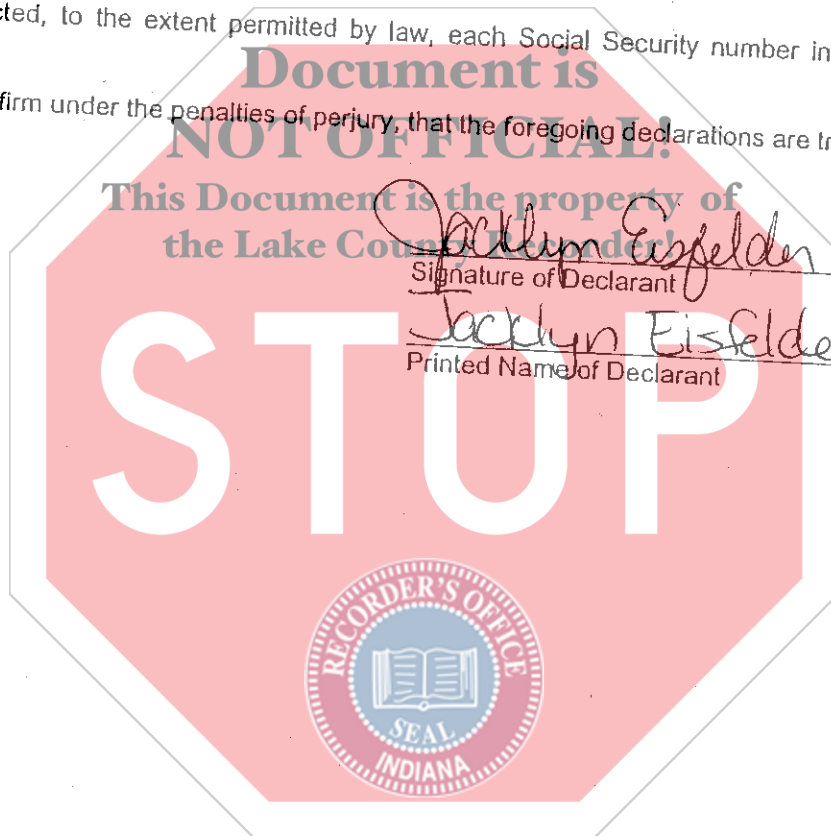 cted, to the extent permitted by law, each Social Security number in
Document is
firm under the penalties of perjury, that the foregoing declarations are tr
NOT OFFICIAL!
This Document is the property of
the Lake County Recorder!
Jacklyn Eisfelder
Signature of Declarant
Jacklyn Eisfelde
Printed Name of Declarant
STOP
RECORDER'S OFFICE
SEAL
INDIANA